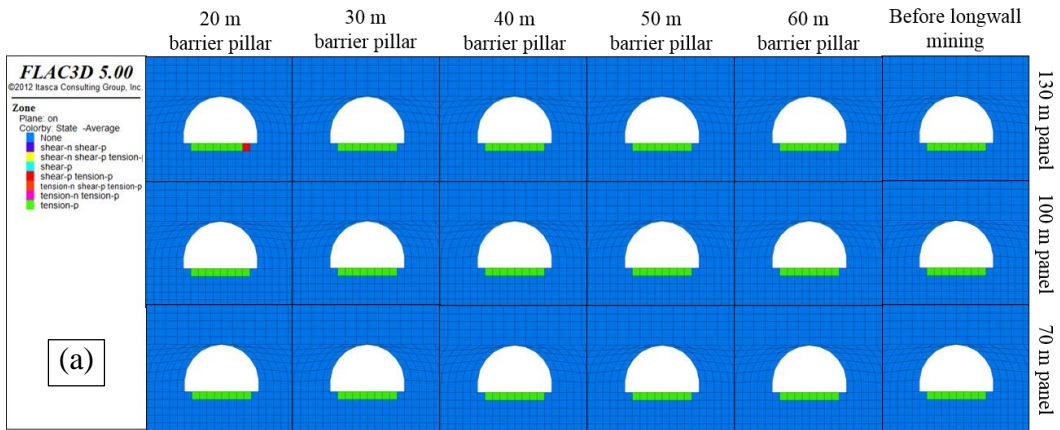 20 m
barrier pillar
30 m
barrier pillar
40 m
barrier pillar
50 m
barrier pillar
60 m
barrier pillar
Before longwall
mining
FLAC3D 5.00
©2012 Itasca Consulting Group, Inc.
Zone
Plane: on
Colorby: State -Average
None
shear-n shear-p
shear-n shear-p tension-p
shear-p
shear-p tension-p
tension-n shear-p tension-p
tension-n tension-p
tension-p
(a)
130 m panel
100 m panel
70 m panel